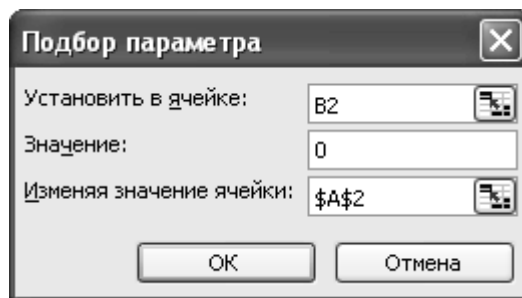 Подбор параметра
Установить в ячейке: B2
Значение: 0
Изменяя значение ячейки: $A$2
ОК Отмена